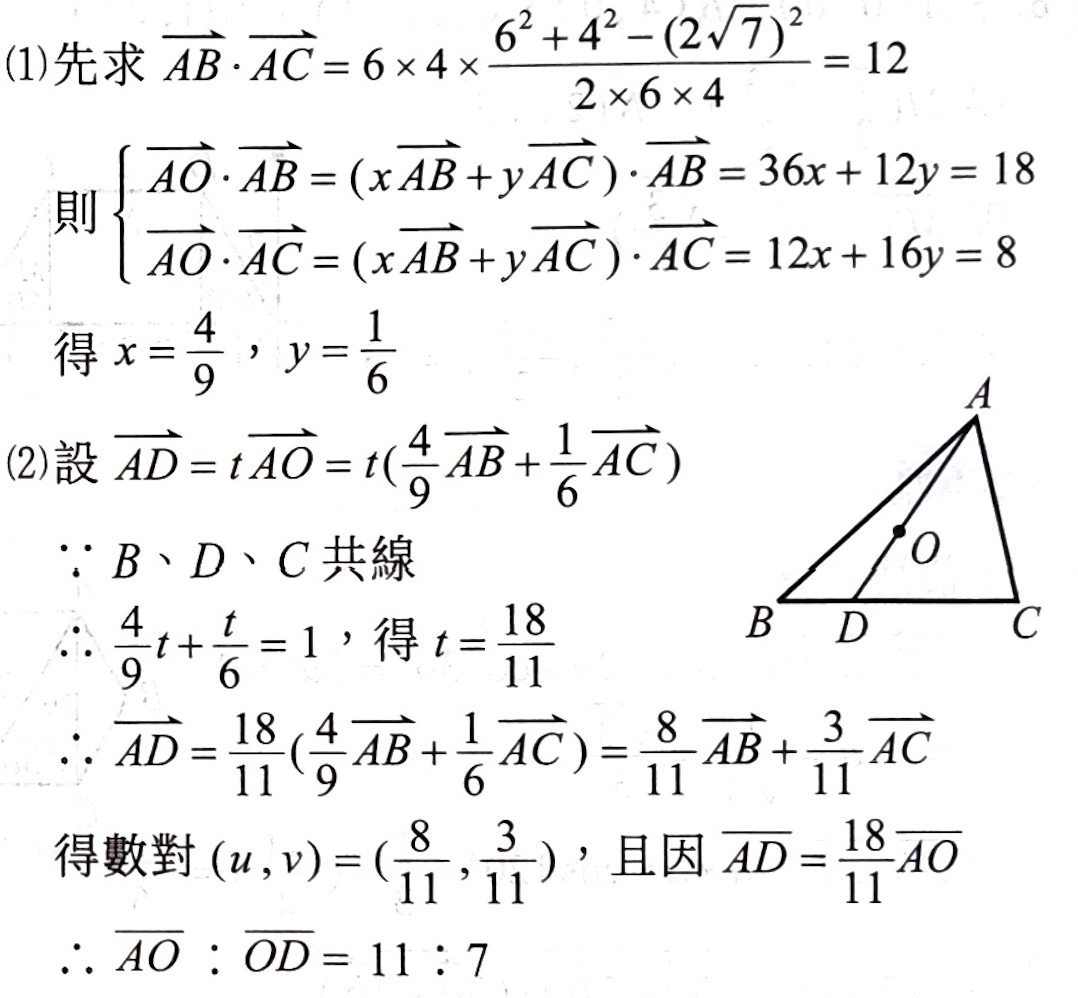 (1)先求 $\overrightarrow{AB} \cdot \overrightarrow{AC} = 6 \times 4 \times \frac{6^2 + 4^2 - (2\sqrt{7})^2}{2 \times 6 \times 4} = 12$
則 $\begin{cases} \overrightarrow{AO} \cdot \overrightarrow{AB} = (x\overrightarrow{AB} + y\overrightarrow{AC}) \cdot \overrightarrow{AB} = 36x + 12y = 18 \\ \overrightarrow{AO} \cdot \overrightarrow{AC} = (x\overrightarrow{AB} + y\overrightarrow{AC}) \cdot \overrightarrow{AC} = 12x + 16y = 8 \end{cases}$
得 $x = \frac{4}{9}$，$y = \frac{1}{6}$
(2)設 $\overrightarrow{AD} = t\overrightarrow{AO} = t(\frac{4}{9}\overrightarrow{AB} + \frac{1}{6}\overrightarrow{AC})$
∵ B、D、C 共線
∴ $\frac{4}{9}t + \frac{t}{6} = 1$，得 $t = \frac{18}{11}$
∴ $\overrightarrow{AD} = \frac{18}{11}(\frac{4}{9}\overrightarrow{AB} + \frac{1}{6}\overrightarrow{AC}) = \frac{8}{11}\overrightarrow{AB} + \frac{3}{11}\overrightarrow{AC}$
得數對 $(u, v) = (\frac{8}{11}, \frac{3}{11})$，且因 $\overline{AD} = \frac{18}{11}\overline{AO}$
∴ $\overline{AO}$：$\overline{OD}$ = 11：7
A
O
B D C